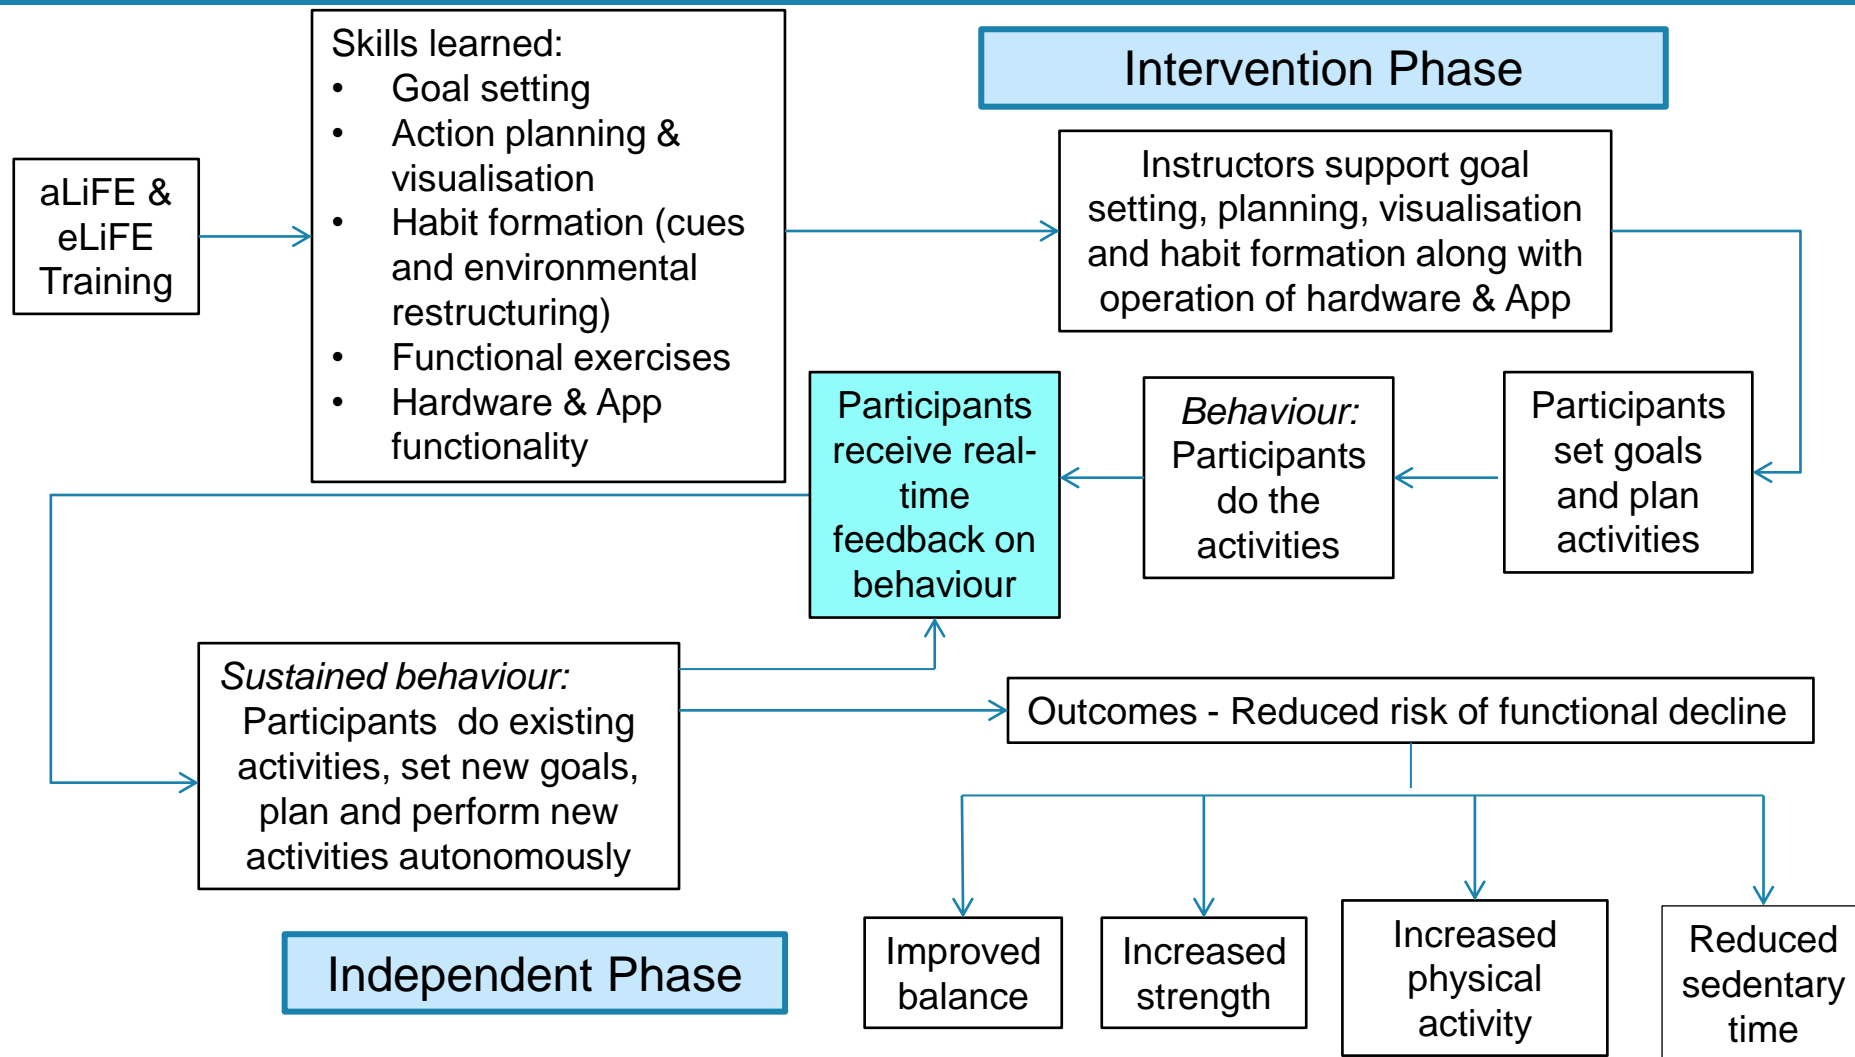 Skills learned:
• Goal setting
• Action planning &
visualisation
• Habit formation (cues
and environmental
restructuring)
• Functional exercises
• Hardware & App
functionality
Intervention Phase
aLiFE &
eLiFE
Training
Instructors support goal
setting, planning, visualisation
and habit formation along with
operation of hardware & App
Participants
receive real-
time
feedback on
behaviour
Behaviour:
Participants
do the
activities
Participants
set goals
and plan
activities
Sustained behaviour:
Participants do existing
activities, set new goals,
plan and perform new
activities autonomously
Outcomes - Reduced risk of functional decline
Independent Phase
Improved
balance
Increased
strength
Increased
physical
activity
Reduced
sedentary
time